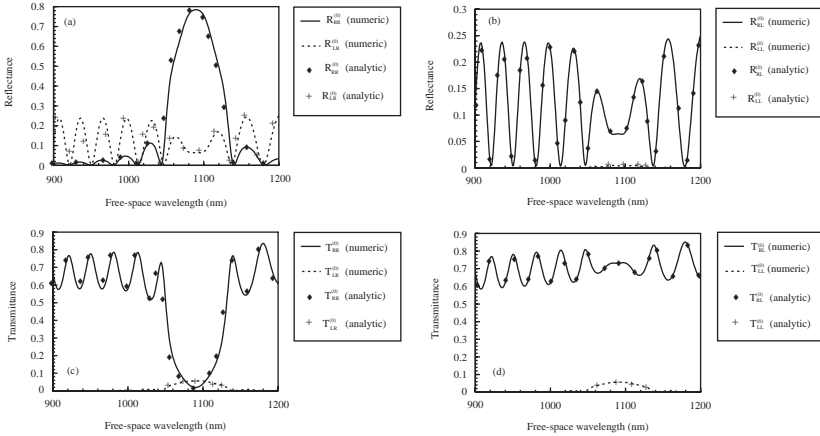 (a)
0.8
0.7
0.6
0.5
0.4
0.3
0.2
0.1
0
Reflectance
900
1000
1100
1200
Free-space wavelength (nm)
R_RR^(0) (numeric)
R_LR^(0) (numeric)
R_RR^(0) (analytic)
R_LR^(0) (analytic)
(b)
0.3
0.25
0.2
0.15
0.1
0.05
0
Reflectance
900
1000
1100
1200
Free-space wavelength (nm)
R_RL^(0) (numeric)
R_LL^(0) (numeric)
R_RL^(0) (analytic)
R_LL^(0) (analytic)
(c)
0.9
0.8
0.7
0.6
0.5
0.4
0.3
0.2
0.1
0
Transmittance
900
1000
1100
1200
Free-space wavelength (nm)
T_RR^(0) (numeric)
T_LR^(0) (numeric)
T_RR^(0) (analytic)
T_LR^(0) (analytic)
(d)
0.9
0.8
0.7
0.6
0.5
0.4
0.3
0.2
0.1
0
Transmittance
900
1000
1100
1200
Free-space wavelength (nm)
T_RL^(0) (numeric)
T_LL^(0) (numeric)
T_RL^(0) (analytic)
T_LL^(0) (analytic)